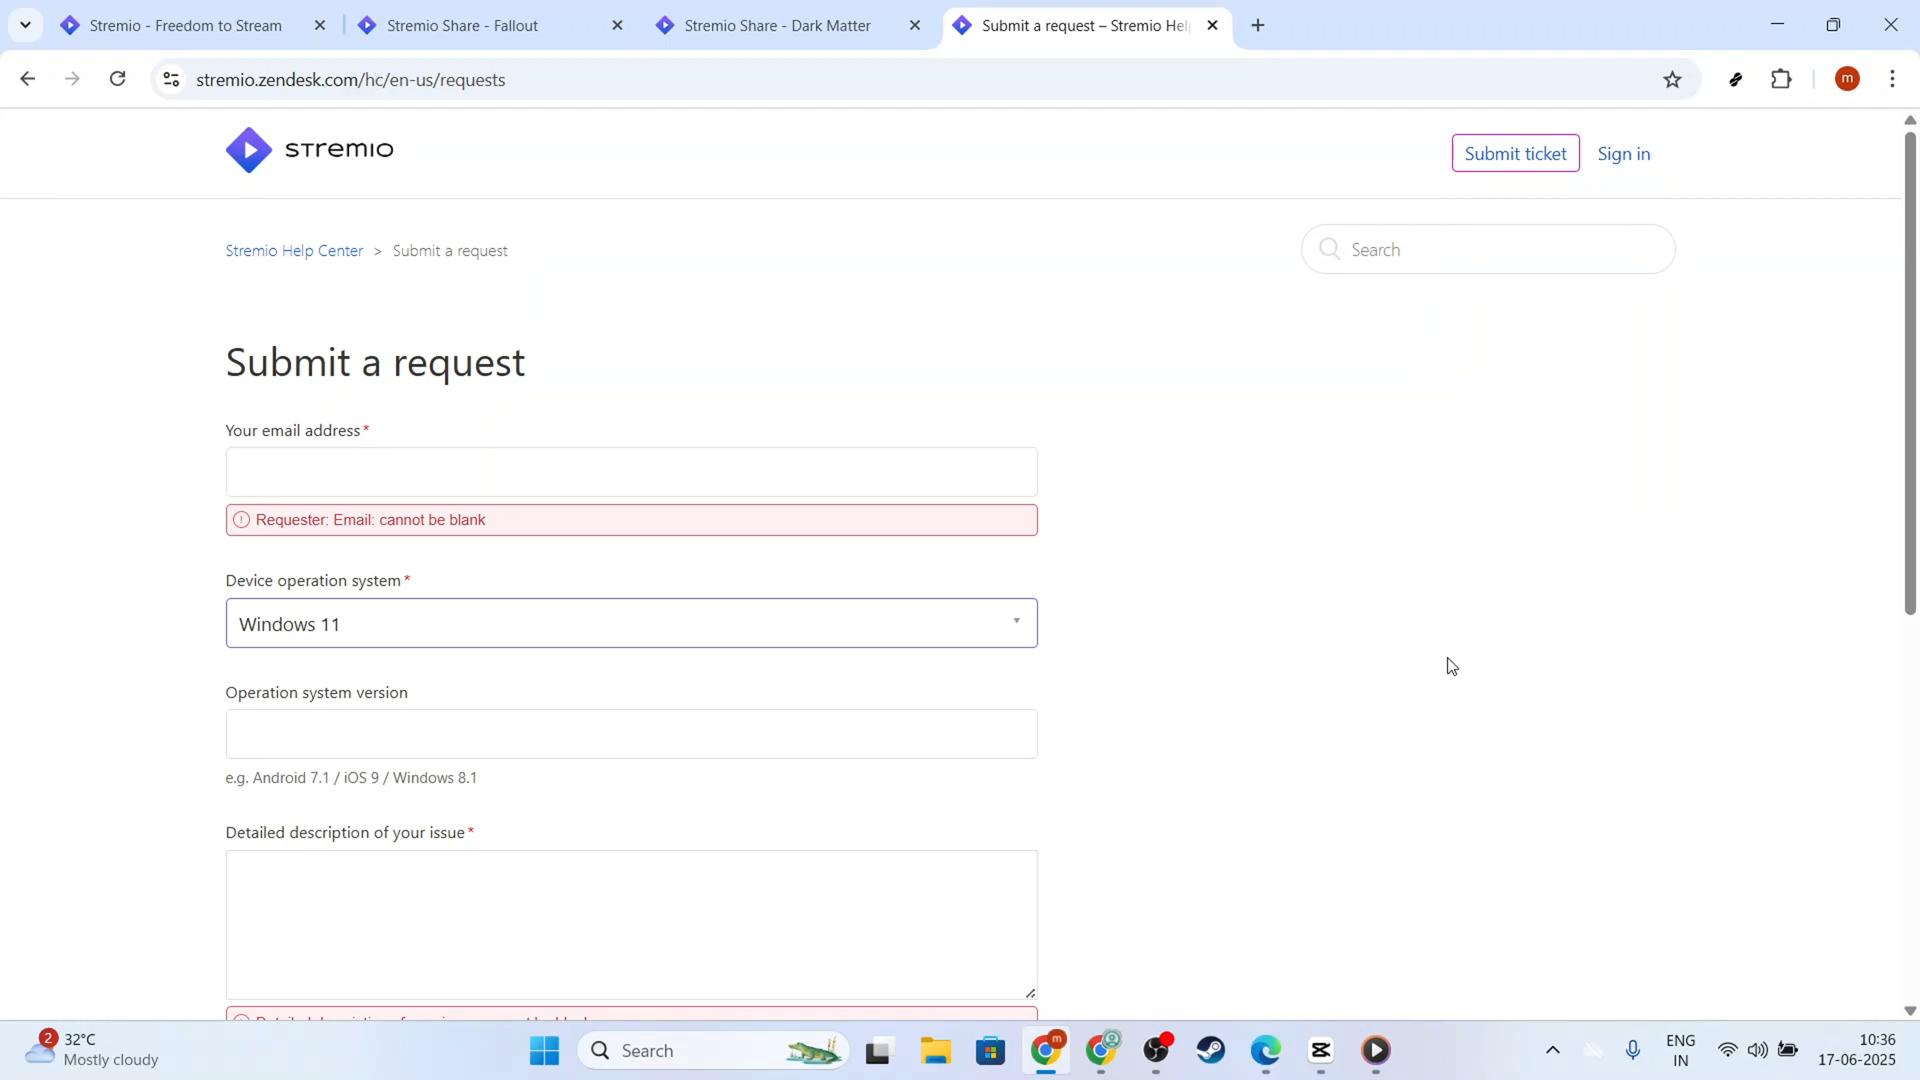 Stremio - Freedom to Stream
Stremio Share - Fallout
Stremio Share - Dark Matter
Submit a request – Stremio Hel
stremio.zendesk.com/hc/en-us/requests
m
stremio
Submit ticket
Sign in
Stremio Help Center > Submit a request
Search
Submit a request
Your email address*
Requester: Email: cannot be blank
Device operation system*
Windows 11
Operation system version
e.g. Android 7.1 / iOS 9 / Windows 8.1
Detailed description of your issue*
2
32°C
Mostly cloudy
Search
m
ENG
IN
10:36
17-06-2025